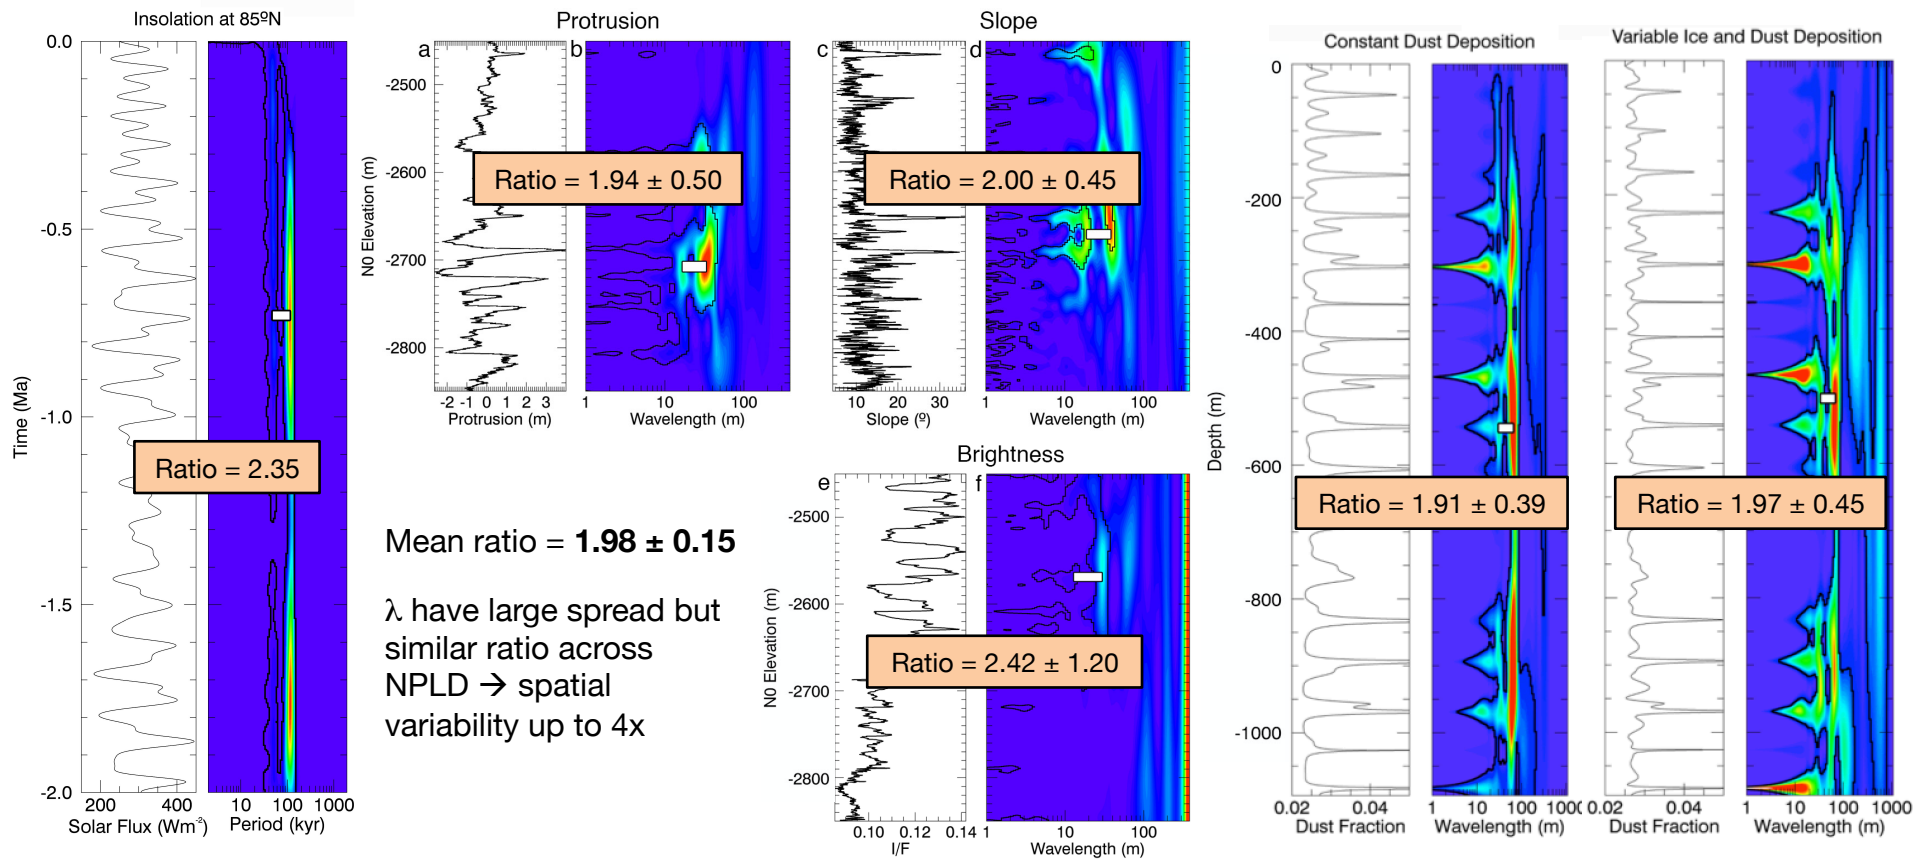 Insolation at 85ºN
0.0
-0.5
-1.0
-1.5
-2.0
Time (Ma)
200 400
Solar Flux (Wm⁻²)
10 100 1000
Period (kyr)
Ratio = 2.35
Protrusion
a
b
-2500
-2600
-2700
-2800
N0 Elevation (m)
-2 -1 0 1 2 3
Protrusion (m)
1 10 100
Wavelength (m)
Ratio = 1.94 ± 0.50
Slope
c
d
10 20 30
Slope (º)
1 10 100
Wavelength (m)
Ratio = 2.00 ± 0.45
Mean ratio = 1.98 ± 0.15
λ have large spread but
similar ratio across
NPLD → spatial
variability up to 4x
Brightness
e
f
-2500
-2600
-2700
-2800
N0 Elevation (m)
0.10 0.12 0.14
I/F
1 10 100
Wavelength (m)
Ratio = 2.42 ± 1.20
Constant Dust Deposition
0
-200
-400
-600
-800
-1000
Depth (m)
0.02 0.04
Dust Fraction
1 10 100 1000
Wavelength (m)
Ratio = 1.91 ± 0.39
Variable Ice and Dust Deposition
0.02 0.04
Dust Fraction
1 10 100 1000
Wavelength (m)
Ratio = 1.97 ± 0.45